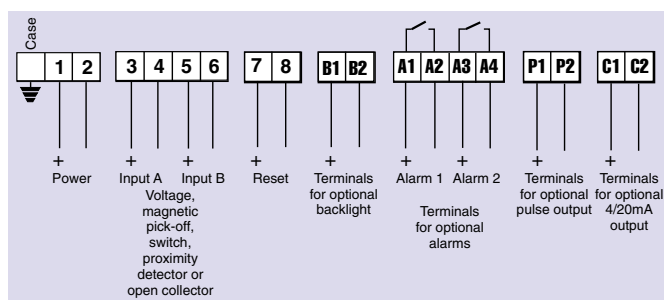 Case
1 2 3 4 5 6 7 8 B1 B2 A1 A2 A3 A4 P1 P2 C1 C2
+ + + + + + + + +
Power
Input A
Input B
Voltage,
magnetic
pick-off,
switch,
proximity
detector or
open collector
Reset
Terminals
for optional
backlight
Alarm 1
Alarm 2
Terminals
for optional
alarms
Terminals
for optional
pulse output
Terminals
for optional
4/20mA
output